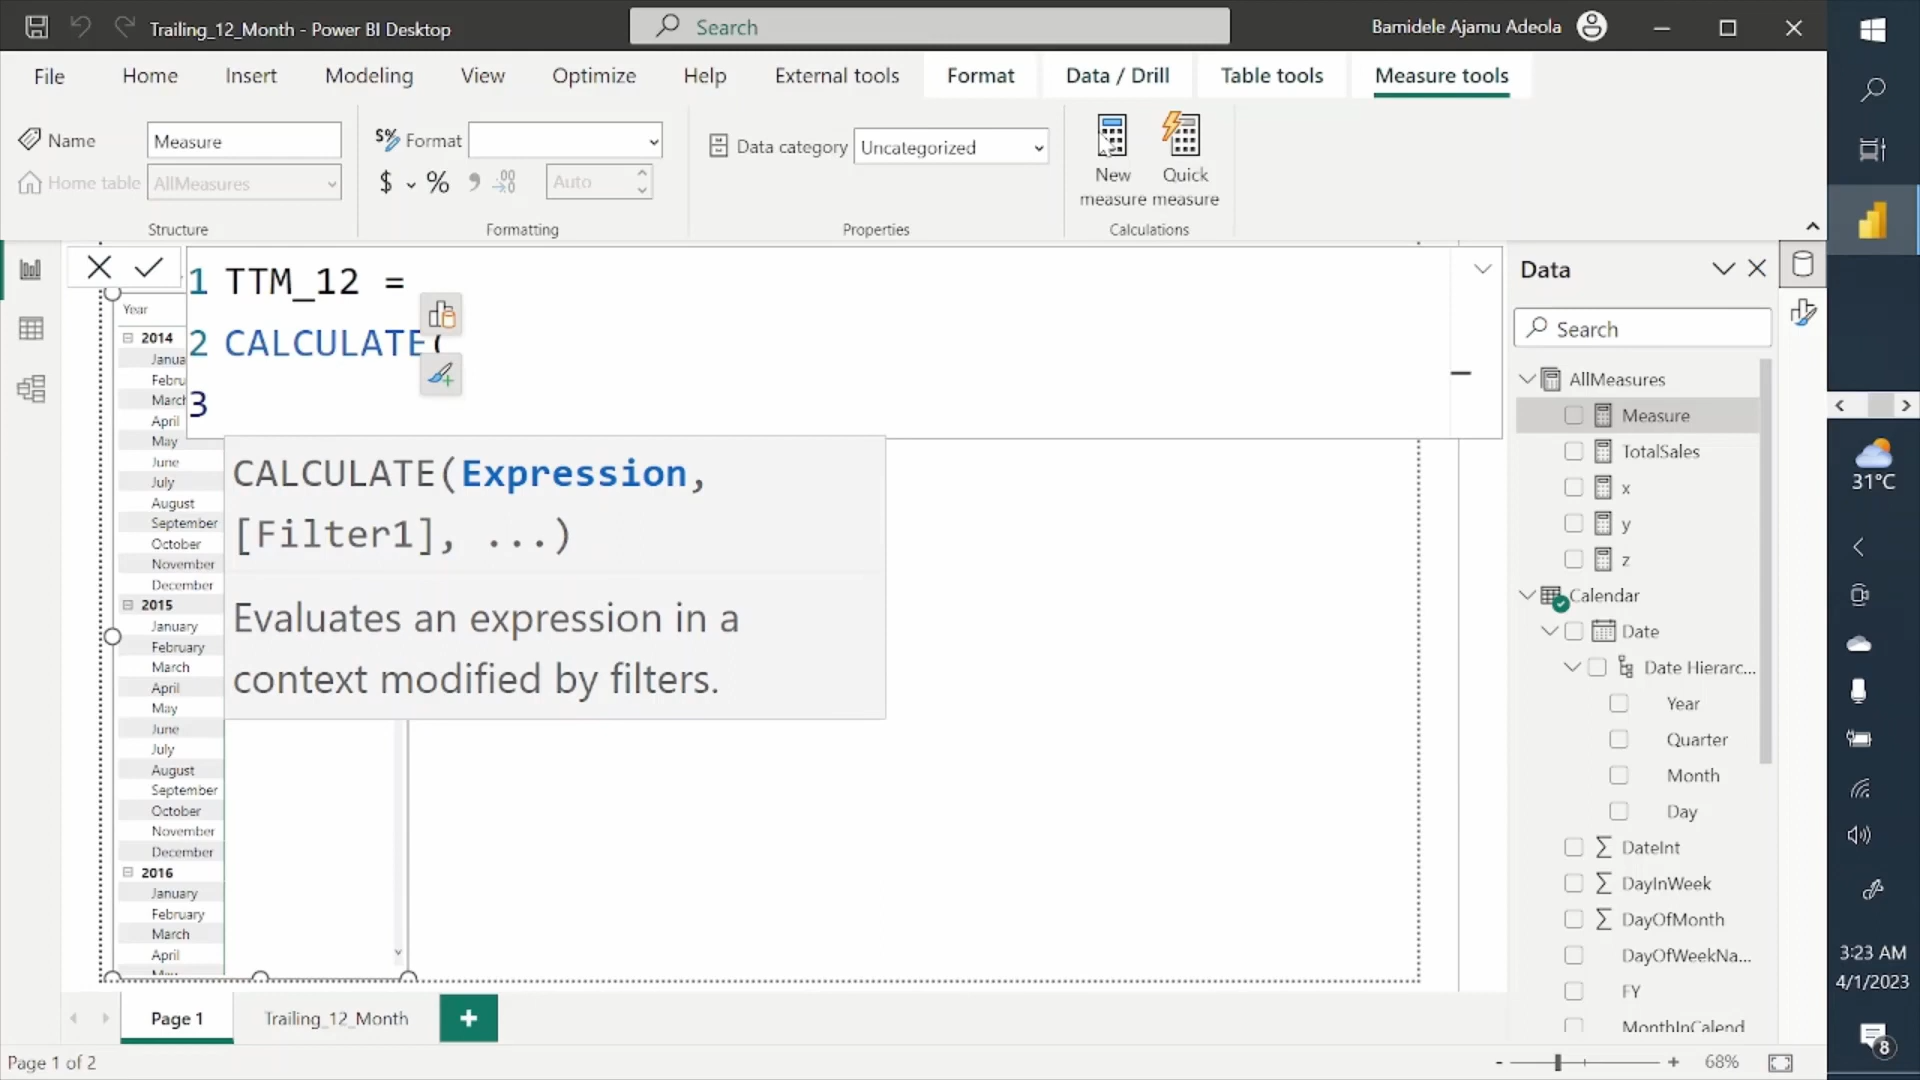 Trailing_12_Month - Power BI Desktop
Search
Bamidele Ajamu Adeola
File
Home
Insert
Modeling
View
Optimize
Help
External tools
Format
Data / Drill
Table tools
Measure tools
Name
Measure
Home table
AllMeasures
Structure
Format
$
%
Auto
Formatting
Data category
Uncategorized
Properties
New measure
Quick measure
Calculations
1 TTM_12 =
2 CALCULATE(
3
CALCULATE(Expression,
[Filter1], ...)
Evaluates an expression in a
context modified by filters.
Year
2014
Janua
Febru
March
April
May
June
July
August
September
October
November
December
2015
January
February
March
April
May
June
July
August
September
October
November
December
2016
January
February
March
April
Data
Search
AllMeasures
Measure
TotalSales
x
y
z
Calendar
Date
Date Hierarc...
Year
Quarter
Month
Day
DateInt
DayInWeek
DayOfMonth
DayOfWeekNa...
FY
MonthInCalend
31°C
3:23 AM
4/1/2023
8
Page 1
Trailing_12_Month
Page 1 of 2
- + 68%